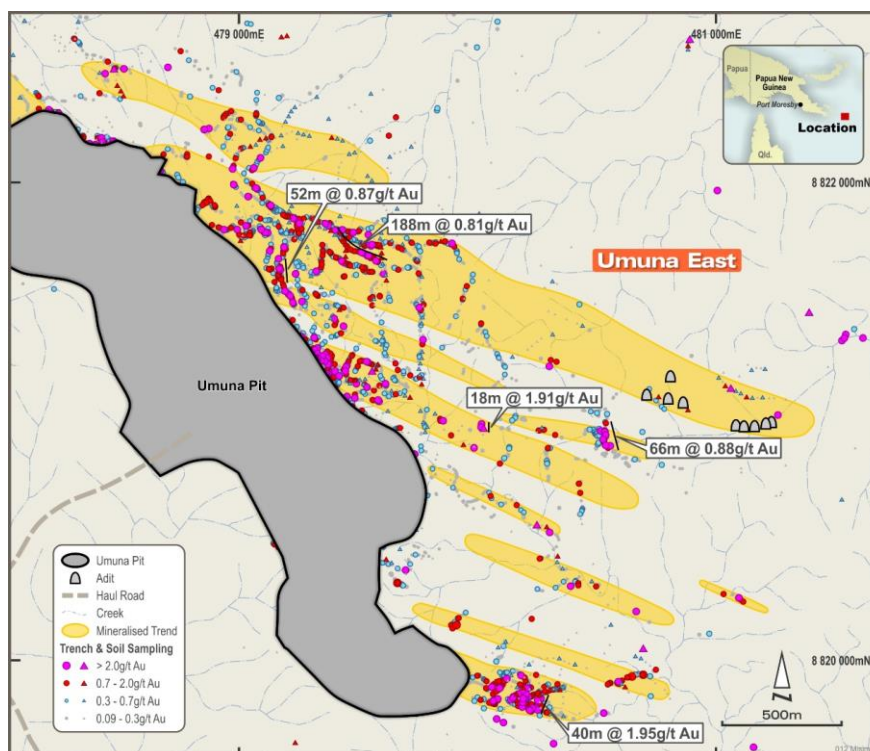 479 000mE
481 000mE
Papua
Papua New
Guinea
Port Moresby
Location
Qld.
8 822 000mN
52m @ 0.87g/t Au
188m @ 0.81g/t Au
Umuna East
Umuna Pit
18m @ 1.91g/t Au
66m @ 0.88g/t Au
Umuna Pit
Adit
Haul Road
Creek
Mineralised Trend
Trench & Soil Sampling
> 2.0g/t Au
0.7 - 2.0g/t Au
0.3 - 0.7g/t Au
0.09 - 0.3g/t Au
8 820 000mN
N
500m
40m @ 1.95g/t Au